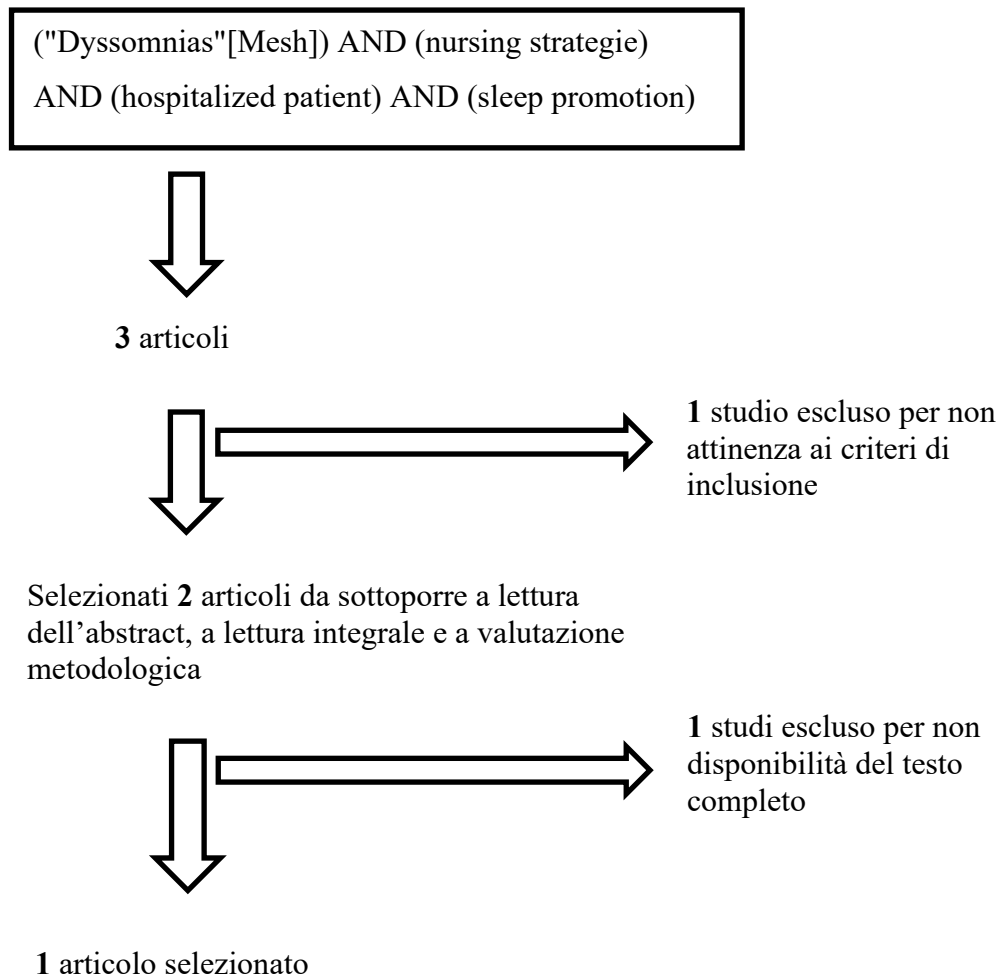 ("Dyssomnias"[Mesh]) AND (nursing strategie)
AND (hospitalized patient) AND (sleep promotion)
3 articoli
1 studio escluso per non
attinenza ai criteri di
inclusione
Selezionati 2 articoli da sottoporre a lettura
dell’abstract, a lettura integrale e a valutazione
metodologica
1 studi escluso per non
disponibilità del testo
completo
1 articolo selezionato